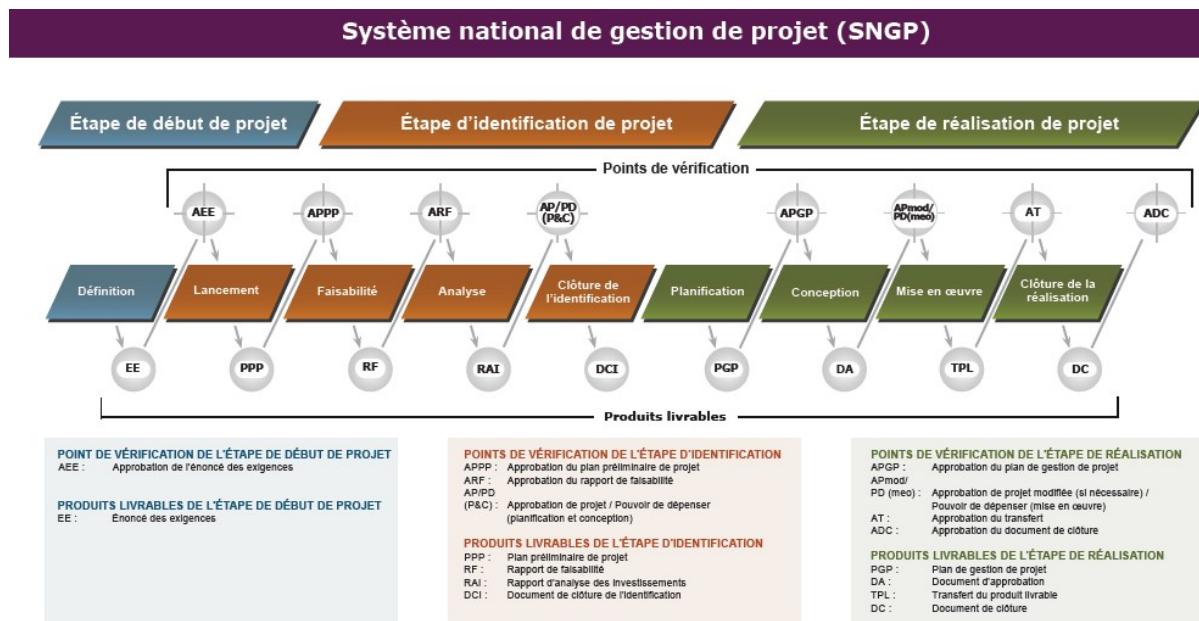 Système national de gestion de projet (SNGP)
Étape de début de projet
Étape d'identification de projet
Étape de réalisation de projet
Points de vérification
AEE
APPP
ARF
AP/PD
(P&C)
APGP
APmod/
PD(meo)
AT
ADC
Définition
Lancement
Faisabilité
Analyse
Clôture de
l'identification
Planification
Conception
Mise en œuvre
Clôture de la
réalisation
EE
PPP
RF
RAI
DCI
PGP
DA
TPL
DC
Produits livrables
POINT DE VÉRIFICATION DE L'ÉTAPE DE DÉBUT DE PROJET
AEE : Approbation de l'énoncé des exigences
PRODUITS LIVRABLES DE L'ÉTAPE DE DÉBUT DE PROJET
EE : Énoncé des exigences
POINTS DE VÉRIFICATION DE L'ÉTAPE D'IDENTIFICATION
APPP : Approbation du plan préliminaire de projet
ARF : Approbation du rapport de faisabilité
AP/PD
(P&C) : Approbation de projet / Pouvoir de dépenser
(planification et conception)
PRODUITS LIVRABLES DE L'ÉTAPE D'IDENTIFICATION
PPP : Plan préliminaire de projet
RF : Rapport de faisabilité
RAI : Rapport d'analyse des investissements
DCI : Document de clôture de l'identification
POINTS DE VÉRIFICATION DE L'ÉTAPE DE RÉALISATION
APGP : Approbation du plan de gestion de projet
APmod/
PD (meo) : Approbation de projet modifiée (si nécessaire) /
Pouvoir de dépenser (mise en œuvre)
AT : Approbation du transfert
ADC : Approbation du document de clôture
PRODUITS LIVRABLES DE L'ÉTAPE DE RÉALISATION
PGP : Plan de gestion de projet
DA : Document d'approbation
TPL : Transfert du produit livrable
DC : Document de clôture